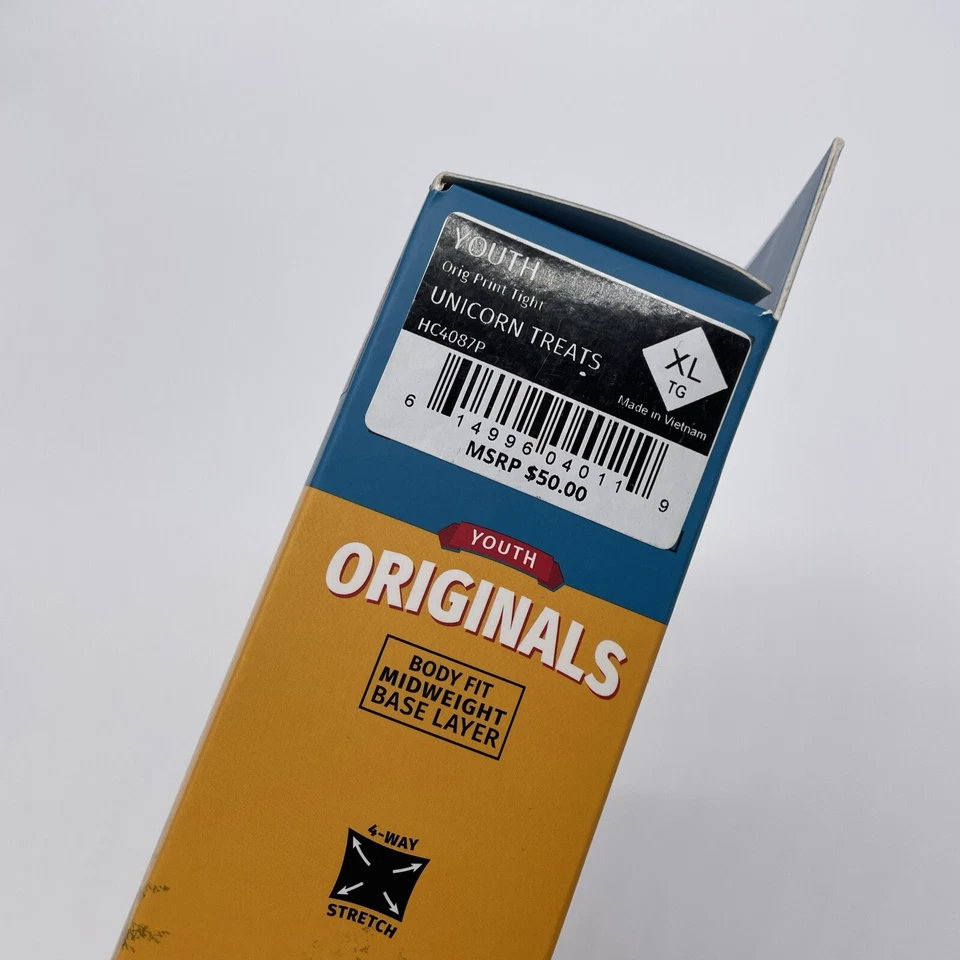 YOUTH
Orig Print Tight
UNICORN TREATS
HC4087P
XL
TG
Made in Vietnam
6 14996 04011 9
MSRP $50.00
YOUTH
ORIGINALS
BODY FIT
MIDWEIGHT
BASE LAYER
4-WAY
STRETCH